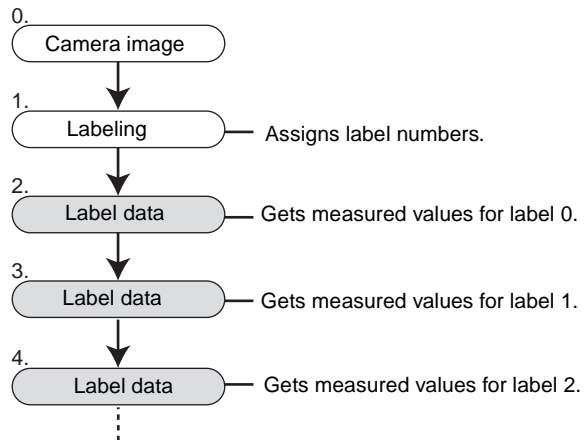 0.
Camera image
1.
Labeling
Assigns label numbers.
2.
Label data
Gets measured values for label 0.
3.
Label data
Gets measured values for label 1.
4.
Label data
Gets measured values for label 2.